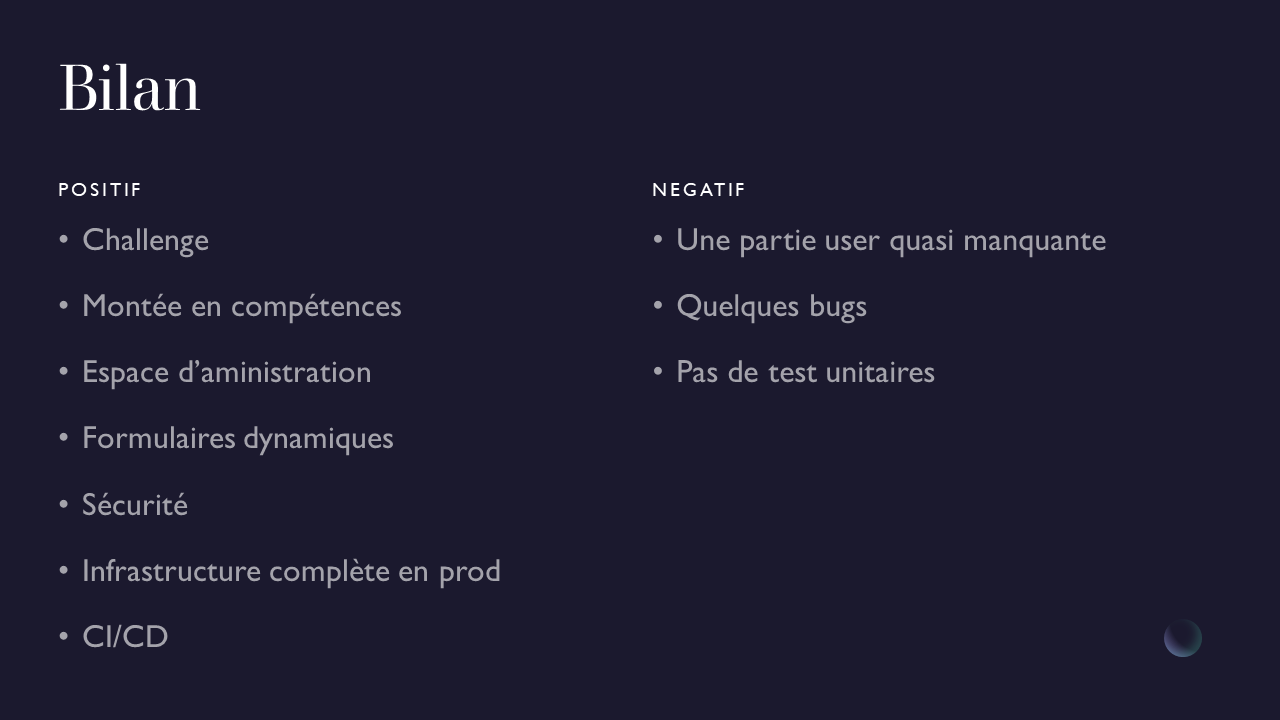 Bilan
POSITIF
• Challenge
• Montée en compétences
• Espace d’aministration
• Formulaires dynamiques
• Sécurité
• Infrastructure complète en prod
• CI/CD
NEGATIF
• Une partie user quasi manquante
• Quelques bugs
• Pas de test unitaires